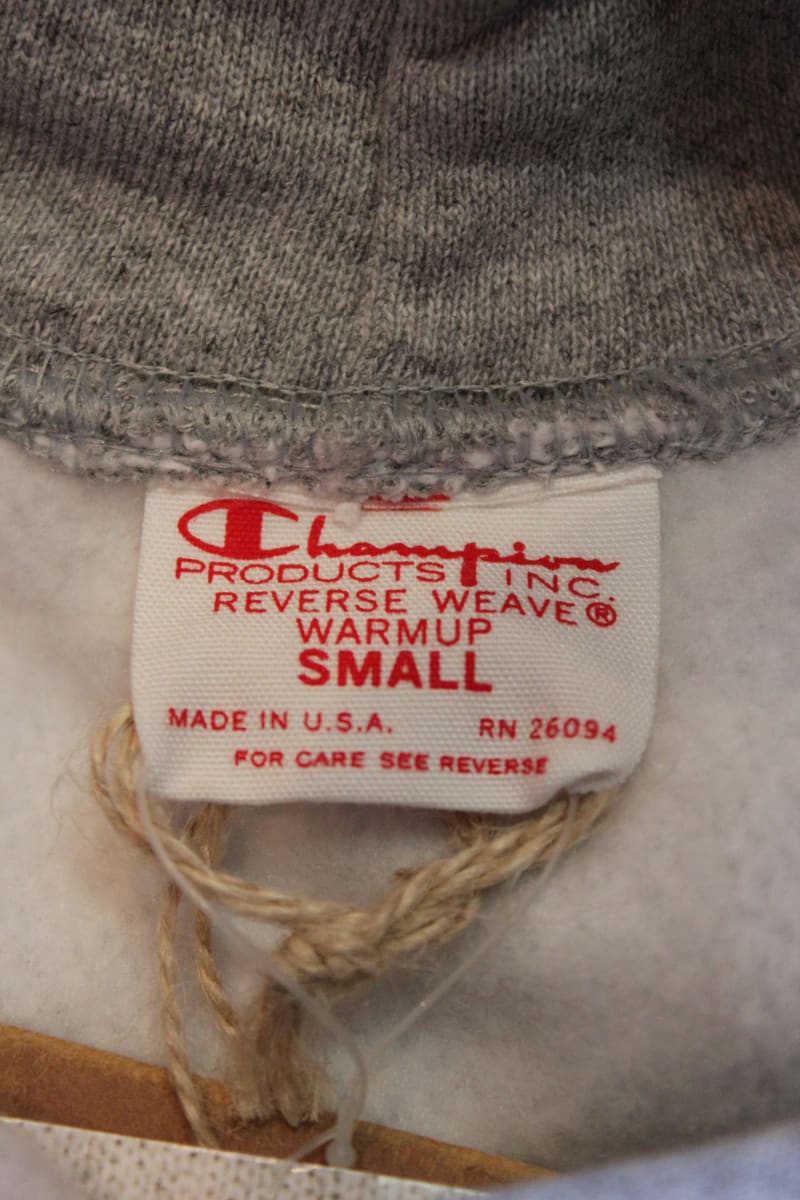 Champion
PRODUCTS INC.
REVERSE WEAVE®
WARMUP
SMALL
MADE IN U.S.A. RN 26094
FOR CARE SEE REVERSE